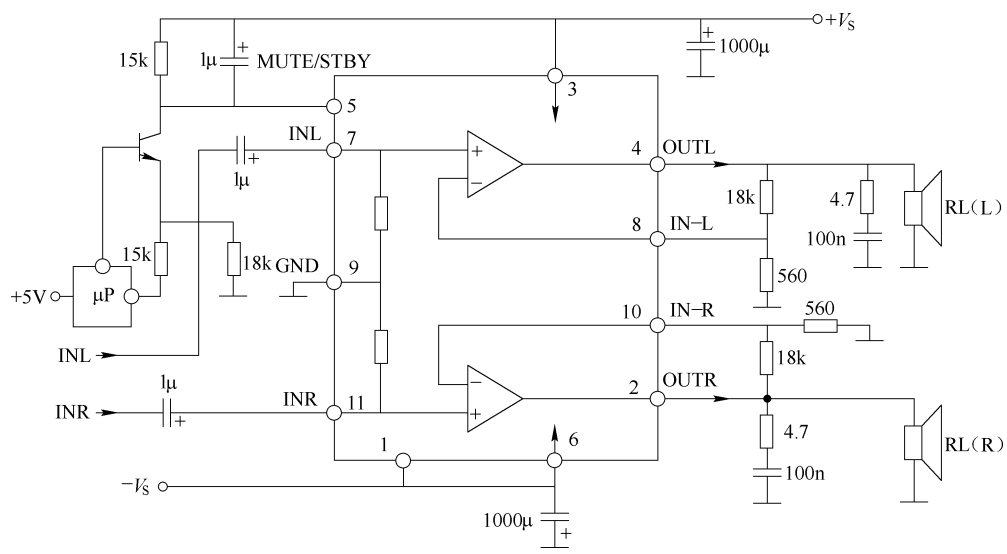 +VS
15k
1μ
+
MUTE/STBY
+
1000μ
3
5
INL
7
4
OUTL
+
−
1μ
+
18k
4.7
RL(L)
8
IN−L
100n
15k
18k
GND
9
560
+5V
μP
10
IN−R
560
INL
18k
1μ
−
INR
+
INR
11
+
2
OUTR
4.7
RL(R)
1
6
100n
−VS
1000μ
+